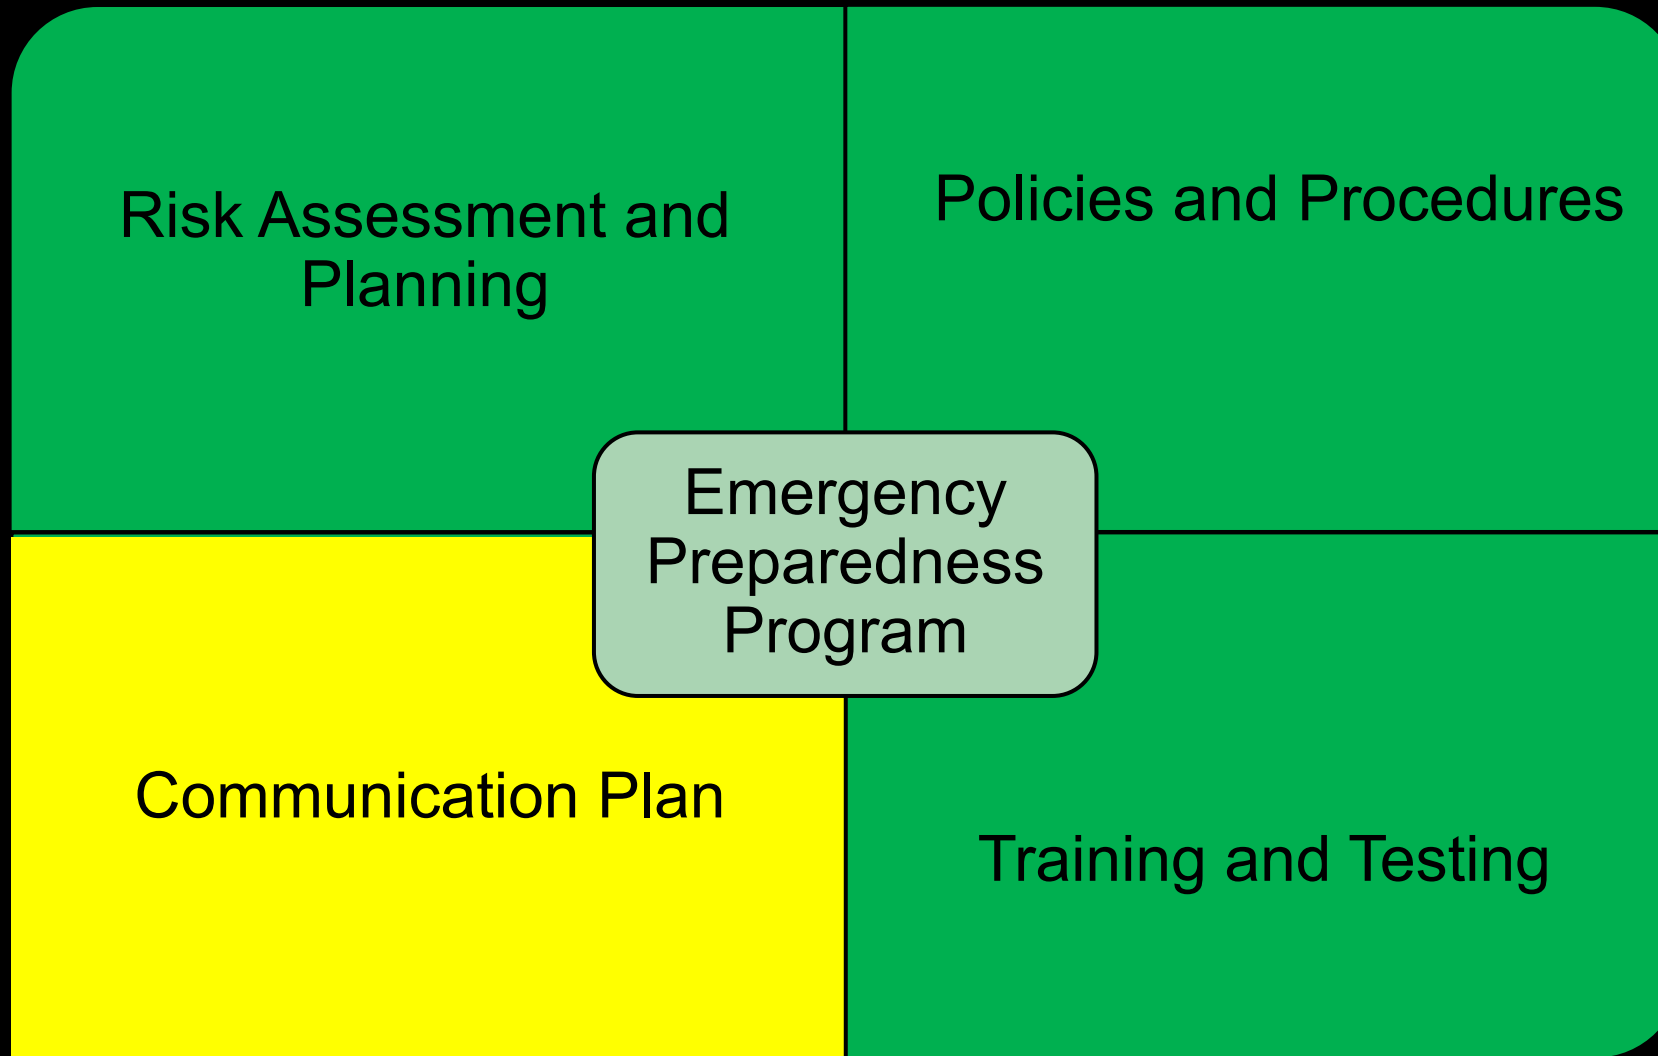 Risk Assessment and
Planning
Policies and Procedures
Emergency
Preparedness
Program
Communication Plan
Training and Testing